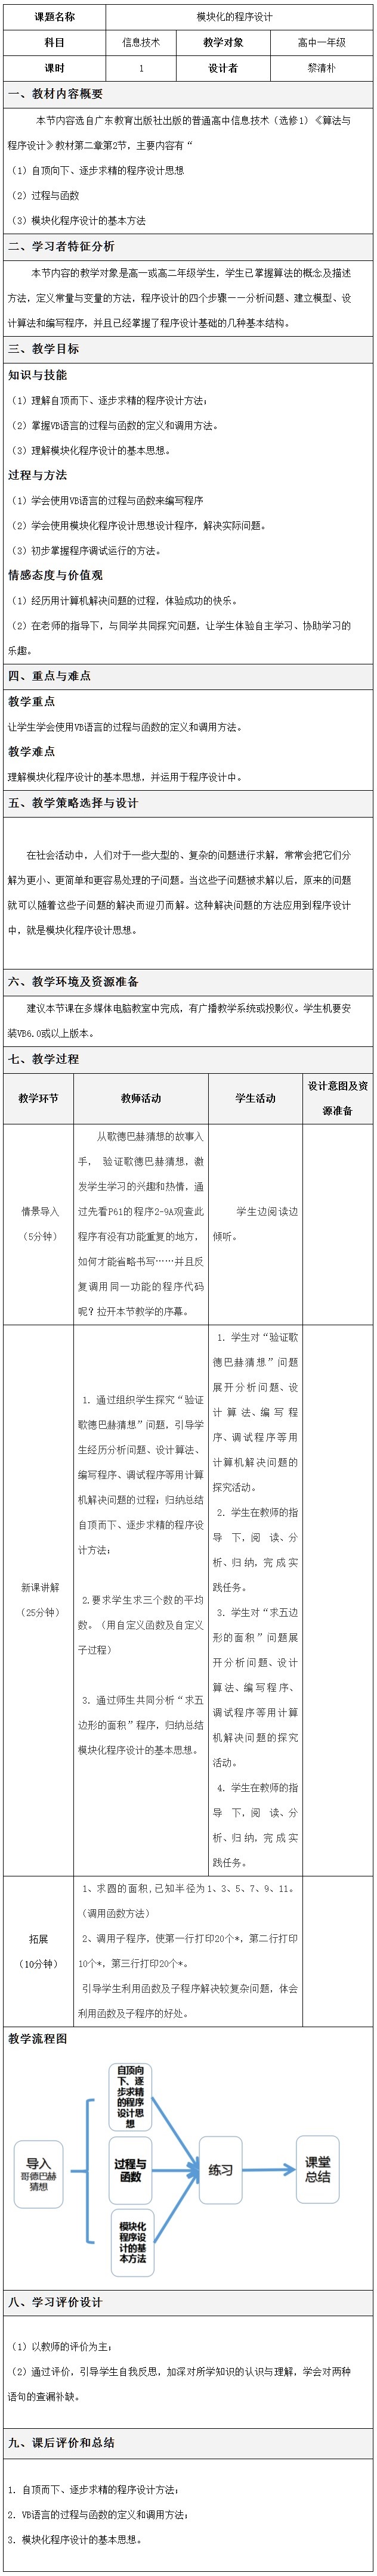 课题名称 模块化的程序设计
科目 信息技术 教学对象 高中一年级
课时 1 设计者 黎清朴
一、教材内容概要
本节内容选自广东教育出版社出版的普通高中信息技术（选修1）《算法与
程序设计》教材第二章第2节，主要内容有“
（1）自顶向下、逐步求精的程序设计思想
（2）过程与函数
（3）模块化程序设计的基本方法
二、学习者特征分析
本节内容的教学对象是高一或高二年级学生，学生已掌握算法的概念及描述
方法，定义常量与变量的方法，程序设计的四个步骤——分析问题、建立模型、设
计算法和编写程序，并且已经掌握了程序设计基础的几种基本结构。
三、教学目标
知识与技能
（1）理解自顶而下、逐步求精的程序设计方法；
（2）掌握VB语言的过程与函数的定义和调用方法。
（3）理解模块化程序设计的基本思想。
过程与方法
（1）学会使用VB语言的过程与函数来编写程序
（2）学会使用模块化程序设计思想设计程序，解决实际问题。
（3）初步掌握程序调试运行的方法。
情感态度与价值观
（1）经历用计算机解决问题的过程，体验成功的快乐。
（2）在老师的指导下，与同学共同探究问题，让学生体验自主学习、协助学习的
乐趣。
四、重点与难点
教学重点
让学生学会使用VB语言的过程与函数的定义和调用方法。
教学难点
理解模块化程序设计的基本思想，并运用于程序设计中。
五、教学策略选择与设计
在社会活动中，人们对于一些大型的、复杂的问题进行求解，常常会把它们分
解为更小、更简单和更容易处理的子问题。当这些子问题被求解以后，原来的问题
就可以随着这些子问题的解决而迎刃而解。这种解决问题的方法应用到程序设计
中，就是模块化程序设计思想。
六、教学环境及资源准备
建议本节课在多媒体电脑教室中完成，有广播教学系统或投影仪。学生机要安
装VB6.0或以上版本。
七、教学过程
教学环节 教师活动 学生活动 设计意图及资
源准备
情景导入
（5分钟）
从歌德巴赫猜想的故事入
手， 验证歌德巴赫猜想，激
发学生学习的兴趣和热情，通
过先看P61的程序2-9A观查此
程序有没有功能重复的地方，
如何才能省略书写……并且反
复调用同一功能的程序代码
呢？拉开本节教学的序幕。
学生边阅读边
倾听。
新课讲解
（25分钟）
1．通过组织学生探究“验证
歌德巴赫猜想”问题，引导学
生经历分析问题、设计算法、
编写程序、调试程序等用计算
机解决问题的过程；归纳总结
自顶而下、逐步求精的程序设
计方法；
2.要求学生求三个数的平均
数。（用自定义函数及自定义
子过程）
3．通过师生共同分析“求五
边形的面积”程序，归纳总结
模块化程序设计的基本思想。
1．学生对“验证歌
德巴赫猜想”问题
展开分析问题、设
计算法、编写程
序、调试程序等用
计算机解决问题的
探究活动。
2．学生在教师的指
导下，阅读、分
析、归纳，完成实
践任务。
3．学生对“求五边
形的面积”问题展
开分析问题、设计
算法、编写程序、
调试程序等用计算
机解决问题的探究
活动。
4．学生在教师的指
导下，阅读、分
析、归纳，完成实
践任务。
拓展
（10分钟）
1、求圆的面积,已知半径为1、3、5、7、9、11。
（调用函数方法）
2、调用子程序，使第一行打印20个*，第二行打印
10个*，第三行打印20个*。
引导学生利用函数及子程序解决较复杂问题，体会
利用函数及子程序的好处。
教学流程图
导入
哥德巴赫
猜想
自顶向
下、逐
步求精
的程序
设计思
想
过程与
函数
模块化
程序设
计的基
本方法
练习
课堂
总结
八、学习评价设计
（1）以教师的评价为主；
（2）通过评价，引导学生自我反思，加深对所学知识的认识与理解，学会对两种
语句的查漏补缺。
九、课后评价和总结
1．自顶而下、逐步求精的程序设计方法；
2．VB语言的过程与函数的定义和调用方法；
3．模块化程序设计的基本思想。